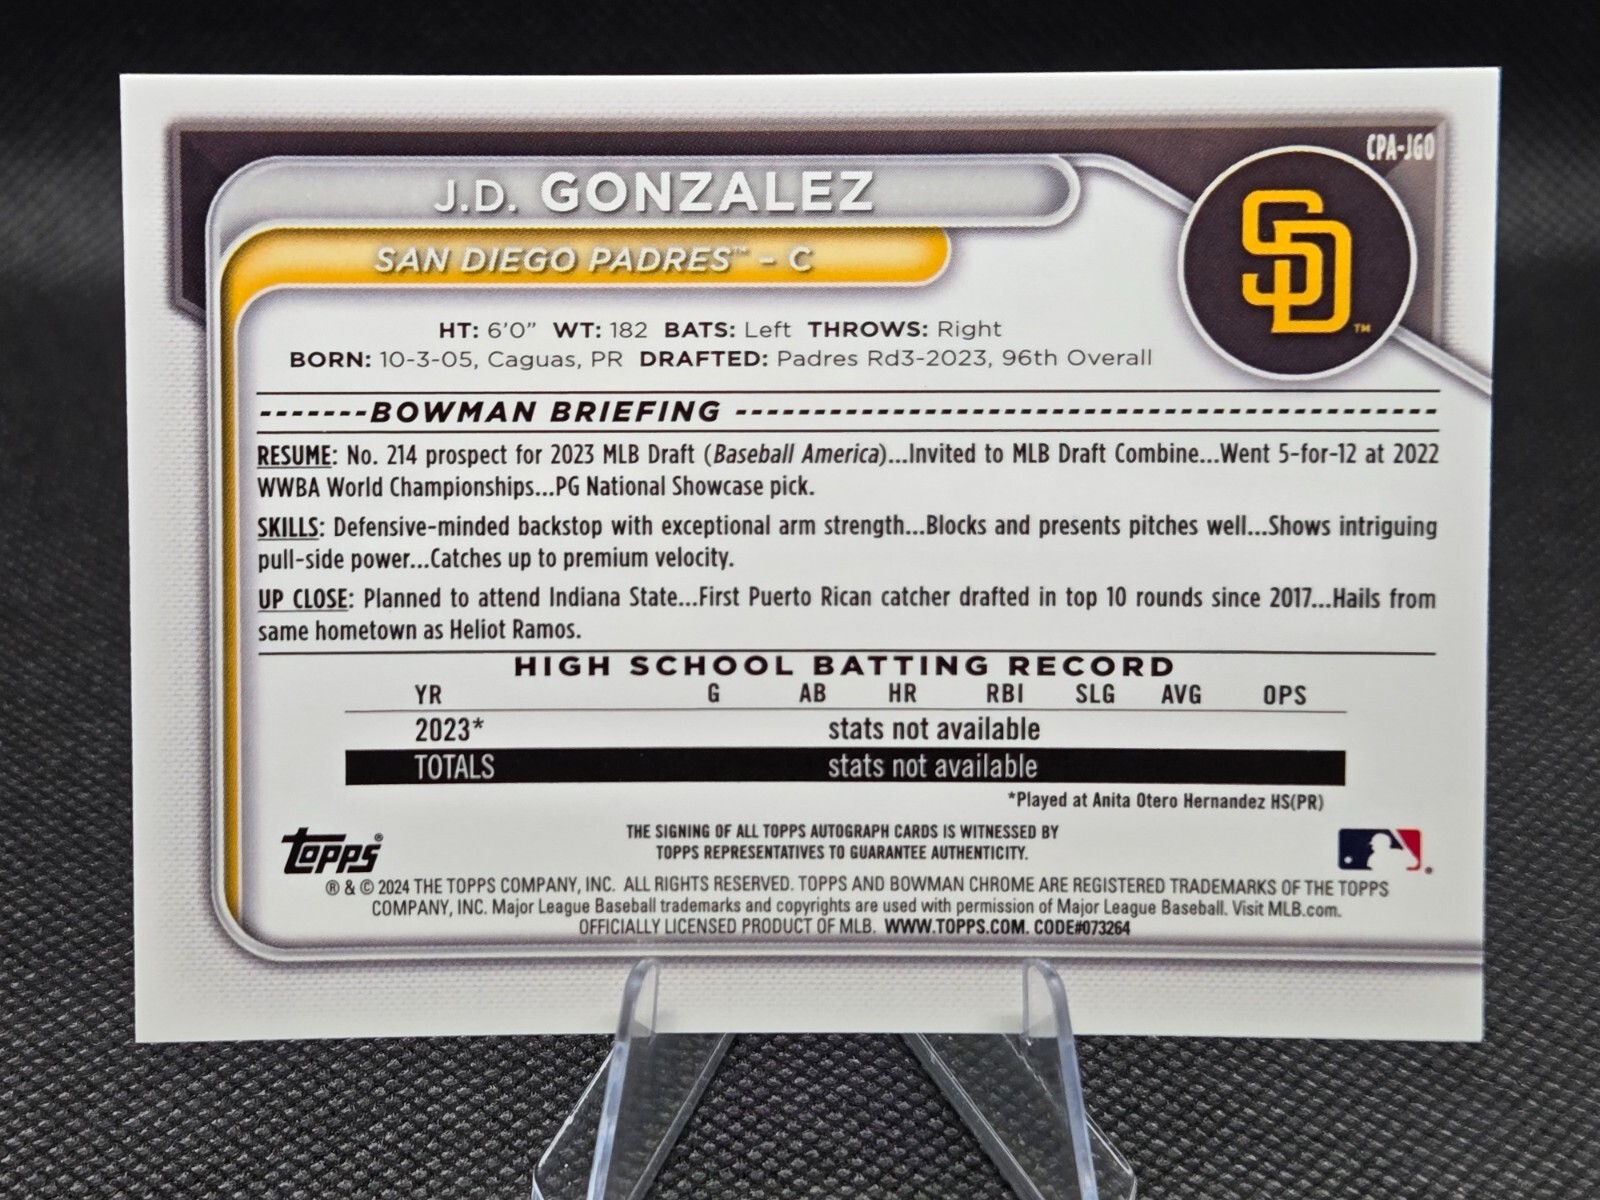 CPA-JGO
J.D. GONZALEZ
SAN DIEGO PADRES™ - C
SD™
HT: 6'0" WT: 182 BATS: Left THROWS: Right
BORN: 10-3-05, Caguas, PR DRAFTED: Padres Rd3-2023, 96th Overall
-------BOWMAN BRIEFING --------------------------------------------------
RESUME: No. 214 prospect for 2023 MLB Draft (Baseball America)...Invited to MLB Draft Combine...Went 5-for-12 at 2022
WWBA World Championships...PG National Showcase pick.
SKILLS: Defensive-minded backstop with exceptional arm strength...Blocks and presents pitches well...Shows intriguing
pull-side power...Catches up to premium velocity.
UP CLOSE: Planned to attend Indiana State...First Puerto Rican catcher drafted in top 10 rounds since 2017...Hails from
same hometown as Heliot Ramos.
HIGH SCHOOL BATTING RECORD
YR G AB HR RBI SLG AVG OPS
2023* stats not available
TOTALS stats not available
*Played at Anita Otero Hernandez HS(PR)
topps®
THE SIGNING OF ALL TOPPS AUTOGRAPH CARDS IS WITNESSED BY
TOPPS REPRESENTATIVES TO GUARANTEE AUTHENTICITY.
® & © 2024 THE TOPPS COMPANY, INC. ALL RIGHTS RESERVED. TOPPS AND BOWMAN CHROME ARE REGISTERED TRADEMARKS OF THE TOPPS
COMPANY, INC. Major League Baseball trademarks and copyrights are used with permission of Major League Baseball. Visit MLB.com.
OFFICIALLY LICENSED PRODUCT OF MLB. WWW.TOPPS.COM. CODE#073264